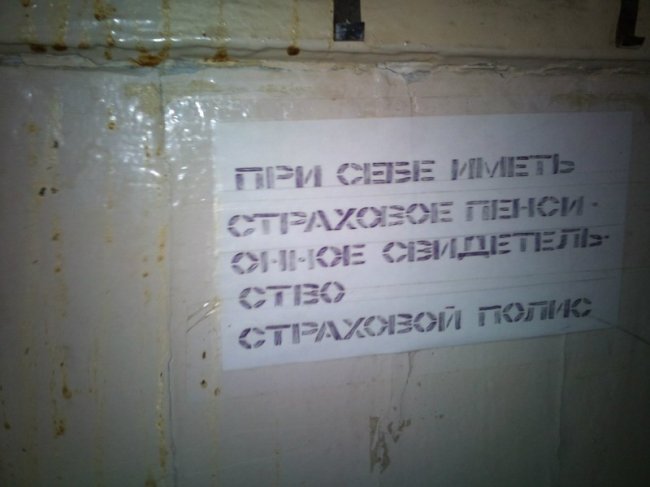 ПРИ СЕБЕ ИМЕТЬ
СТРАХОВОЕ ПЕНСИ-
ОННОЕ СВИДЕТЕЛЬ-
СТВО
СТРАХОВОЙ ПОЛИС